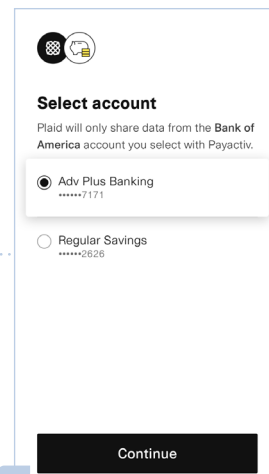 Select account
Plaid will only share data from the Bank of
America account you select with Payactiv.
Adv Plus Banking
••••••7171
Regular Savings
••••••2626
Continue